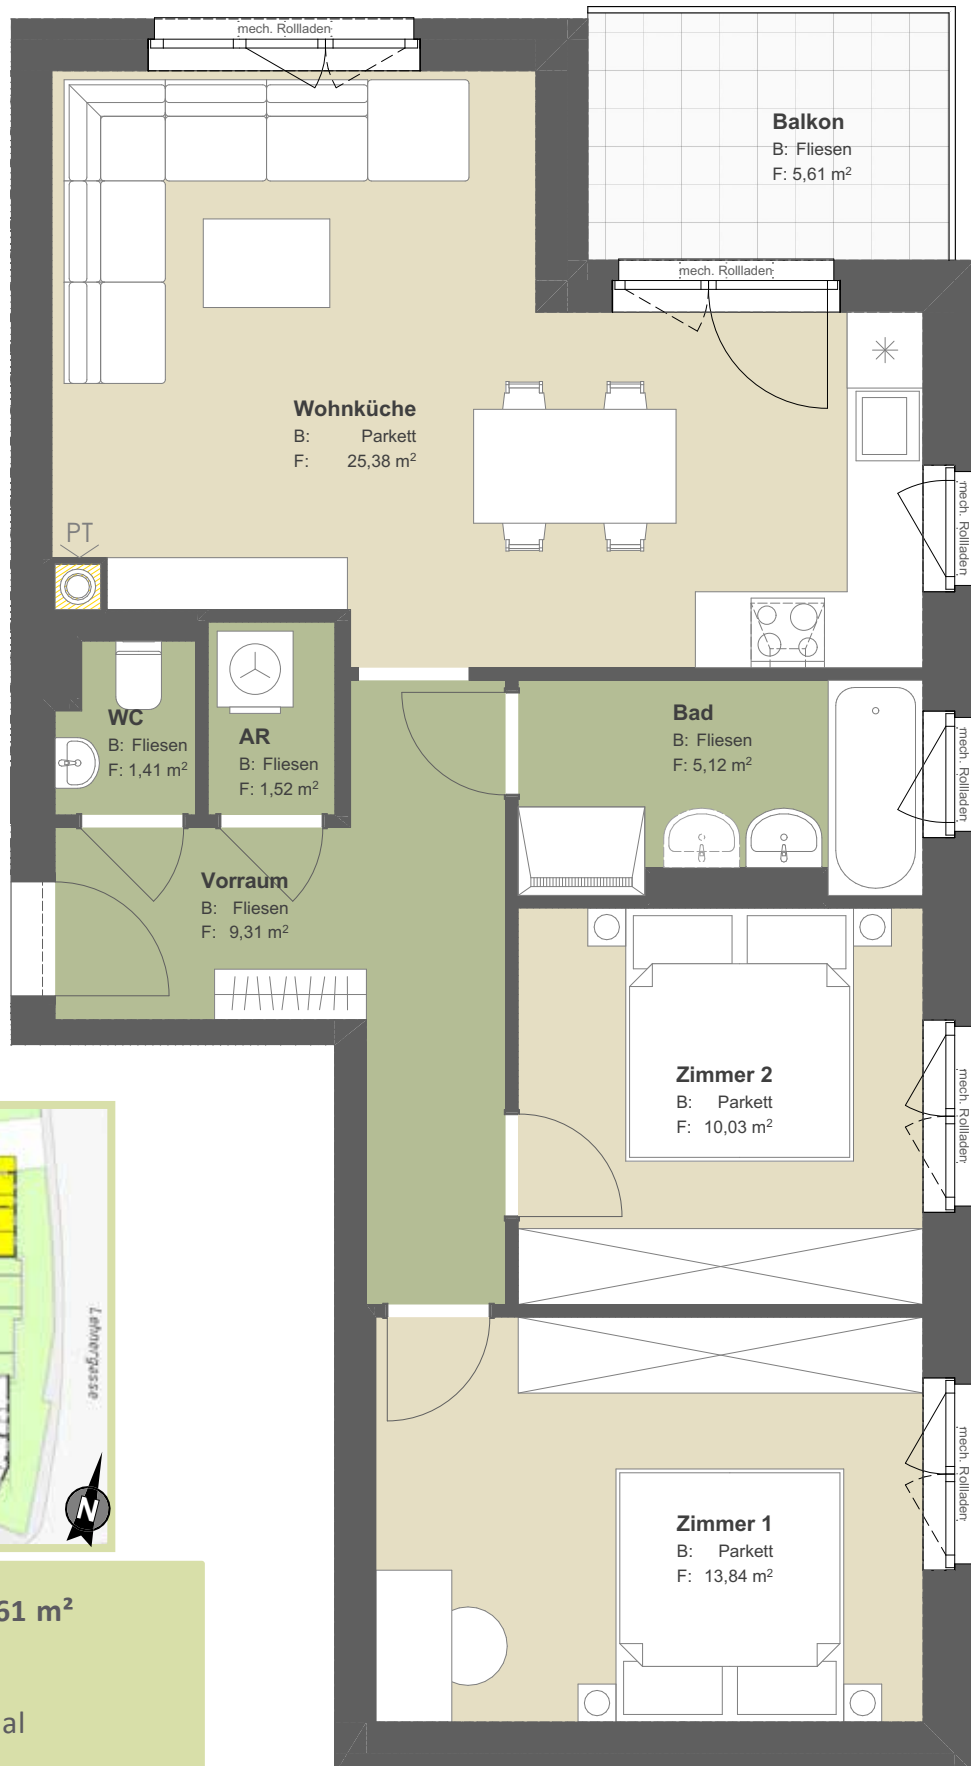 mech. Rollladen
Balkon
B: Fliesen
F: 5,61 m²
mech. Rollladen
Wohnküche
B: Parkett
F: 25,38 m²
mech. Rollladen
PT
WC
B: Fliesen
F: 1,41 m²
AR
B: Fliesen
F: 1,52 m²
Bad
B: Fliesen
F: 5,12 m²
mech. Rollladen
Vorraum
B: Fliesen
F: 9,31 m²
Zimmer 2
B: Parkett
F: 10,03 m²
mech. Rollladen
Lehnergasse
N
Zimmer 1
B: Parkett
F: 13,84 m²
mech. Rollladen
61 m²
al